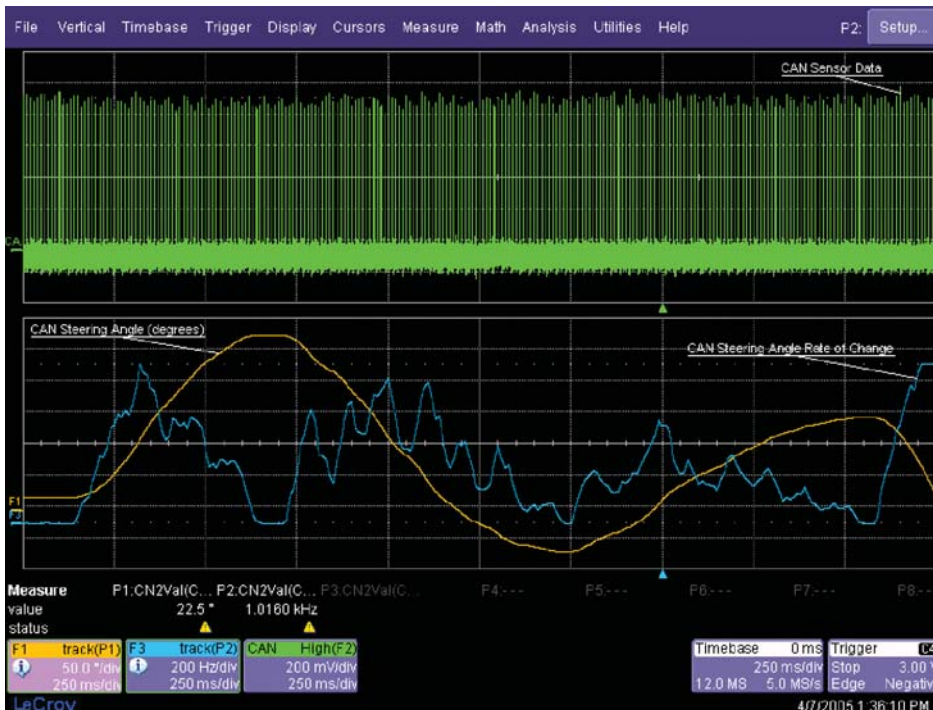 File Vertical Timebase Trigger Display Cursors Measure Math Analysis Utilities Help P2: Setup...
CAN Sensor Data
CA
CAN Steering Angle (degrees)
CAN Steering Angle Rate of Change
F1
F3
Measure P1:CN2Val(C... P2:CN2Val(C... P3:CN2Val(C... P4:--- P5:--- P6:--- P7:--- P8:--
value 22.5 ° 1.0160 kHz
status
F1 track(P1) F3 track(P2) CAN High(F2) Timebase 0 ms Trigger C4
50.0 °/div 200 Hz/div 200 mV/div 250 ms/div Stop 3.00 V
250 ms/div 250 ms/div 250 ms/div 12.0 MS 5.0 MS/s Edge Negative
LeCroy 4/7/2005 1:36:10 PM